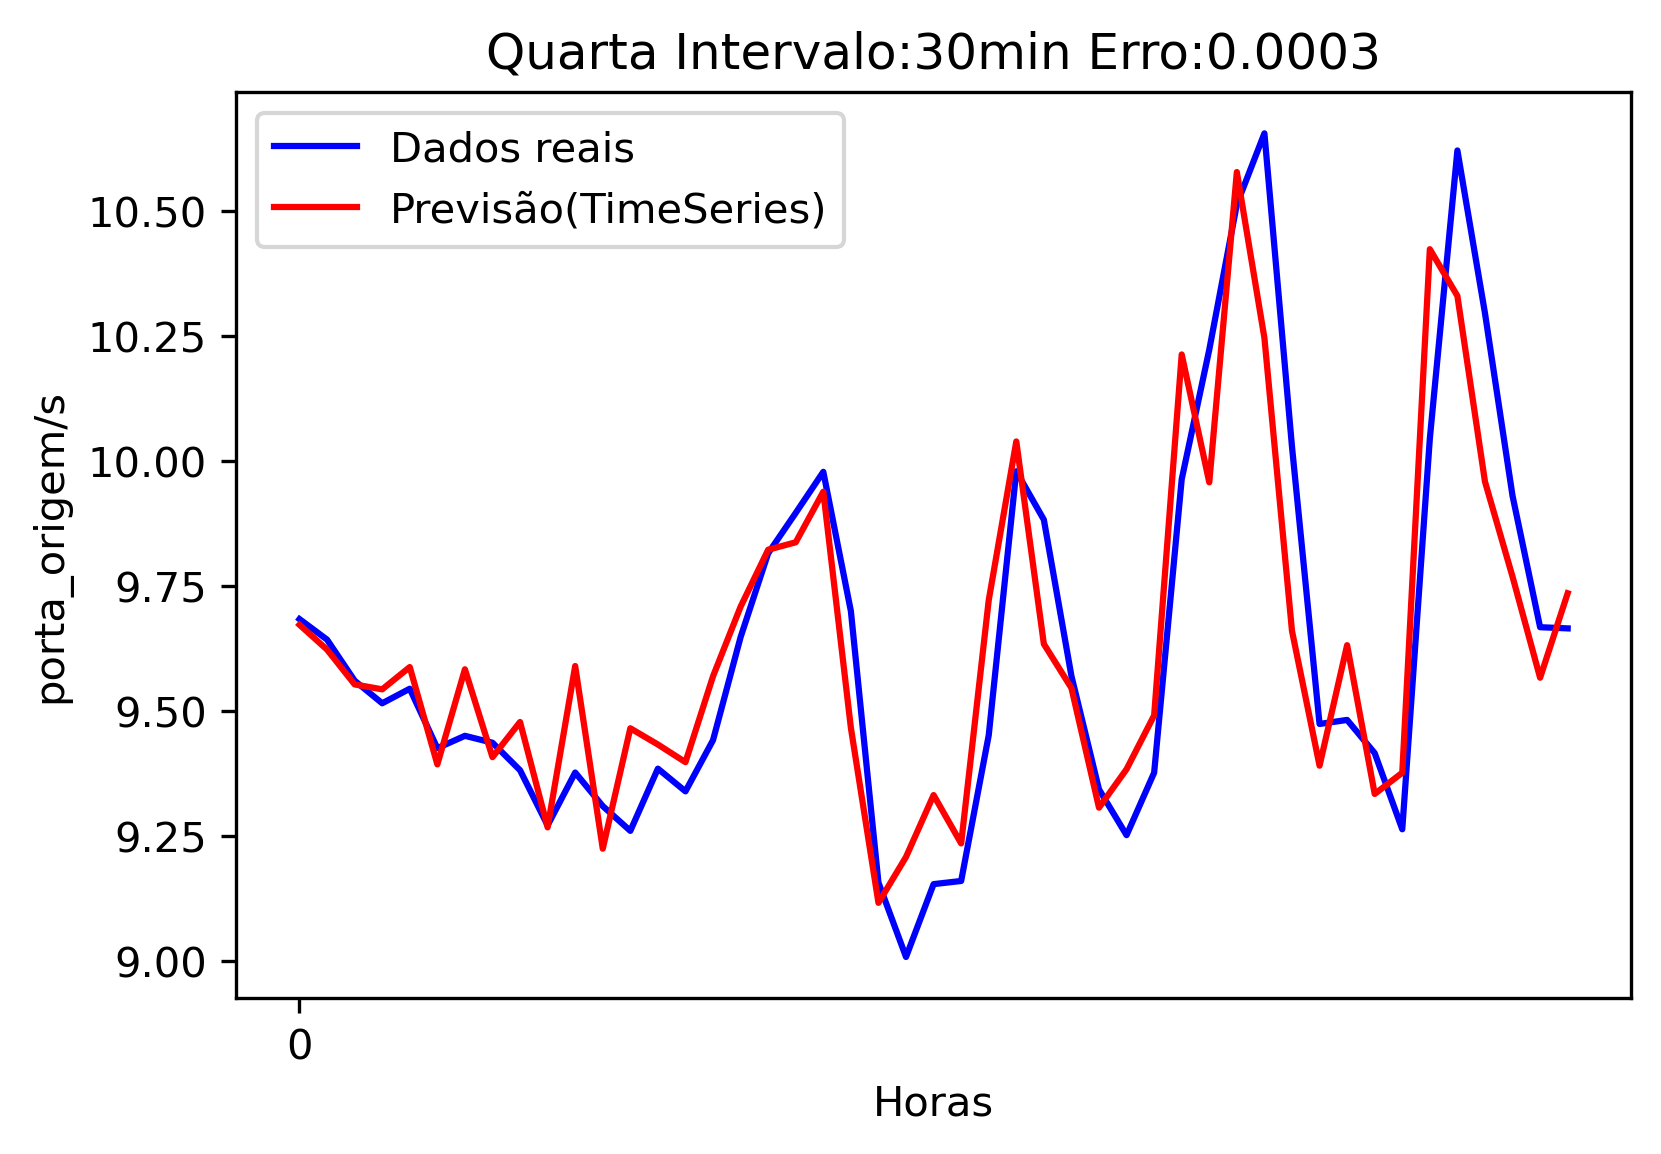 Quarta Intervalo:30min Erro:0.0003
Dados reais
Previsão(TimeSeries)
10.50
10.25
10.00
9.75
9.50
9.25
9.00
porta_origem/s
0
Horas